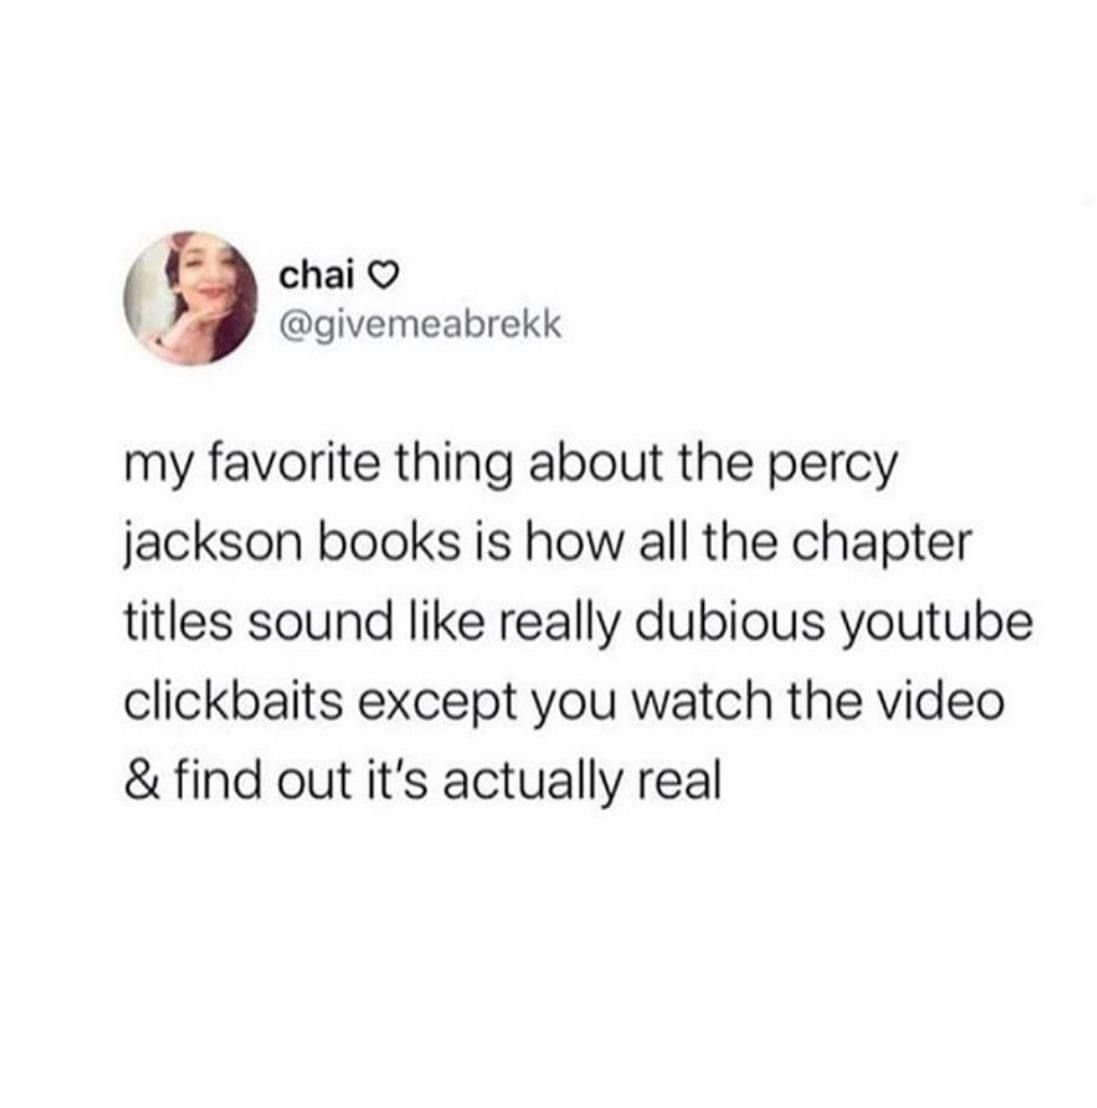 chai ♡
@givemeabrekk
my favorite thing about the percy
jackson books is how all the chapter
titles sound like really dubious youtube
clickbaits except you watch the video
& find out it's actually real